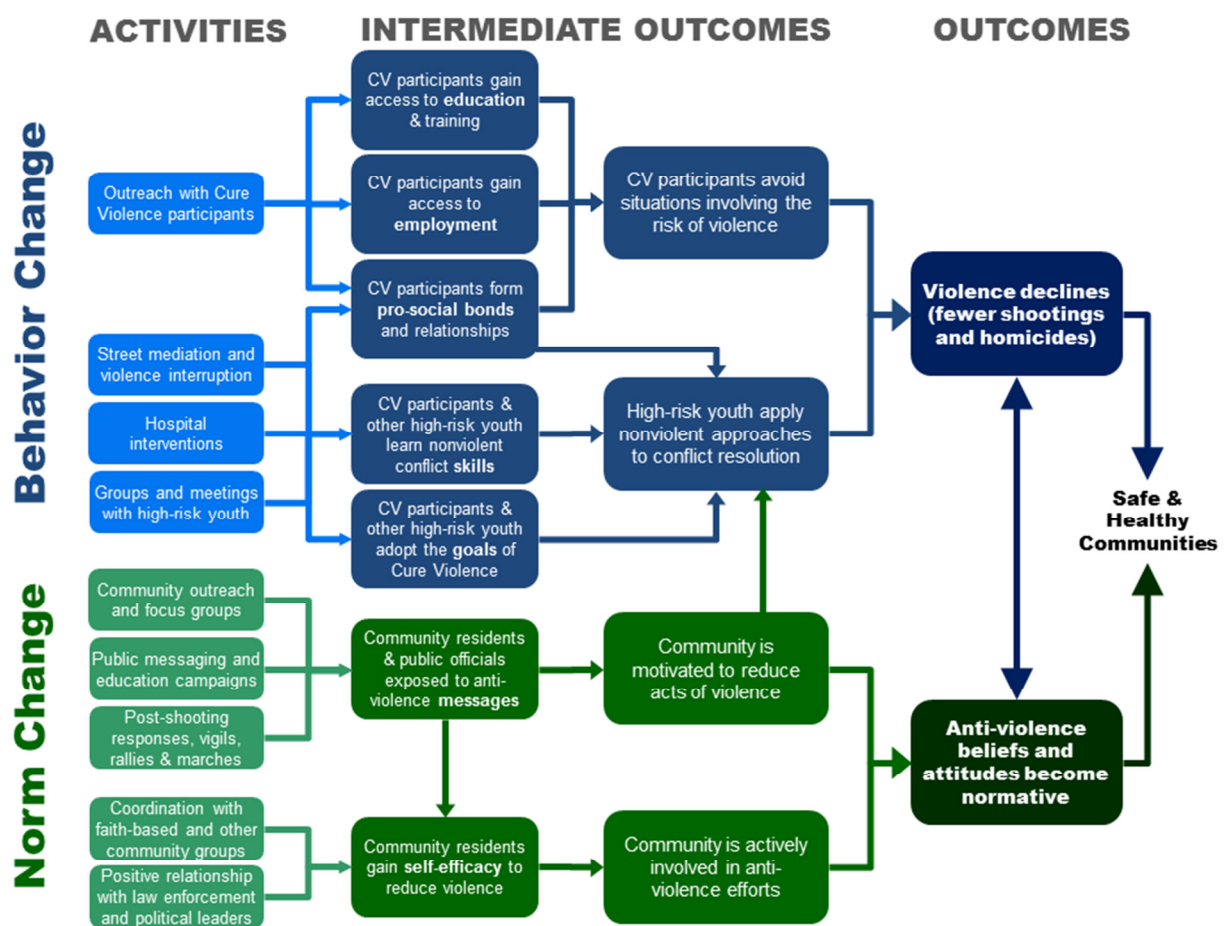 ACTIVITIES
INTERMEDIATE OUTCOMES
OUTCOMES
Behavior Change
Outreach with Cure
Violence participants
Street mediation and
violence interruption
Hospital
interventions
Groups and meetings
with high-risk youth
CV participants gain
access to education
& training
CV participants gain
access to
employment
CV participants form
pro-social bonds
and relationships
CV participants &
other high-risk youth
learn nonviolent
conflict skills
CV participants &
other high-risk youth
adopt the goals of
Cure Violence
CV participants avoid
situations involving the
risk of violence
High-risk youth apply
nonviolent approaches
to conflict resolution
Violence declines
(fewer shootings
and homicides)
Safe &
Healthy
Communities
Norm Change
Community outreach
and focus groups
Public messaging and
education campaigns
Post-shooting
responses, vigils,
rallies & marches
Coordination with
faith-based and other
community groups
Positive relationship
with law enforcement
and political leaders
Community residents
& public officials
exposed to anti-
violence messages
Community residents
gain self-efficacy to
reduce violence
Community is
motivated to reduce
acts of violence
Community is actively
involved in anti-
violence efforts
Anti-violence
beliefs and
attitudes become
normative